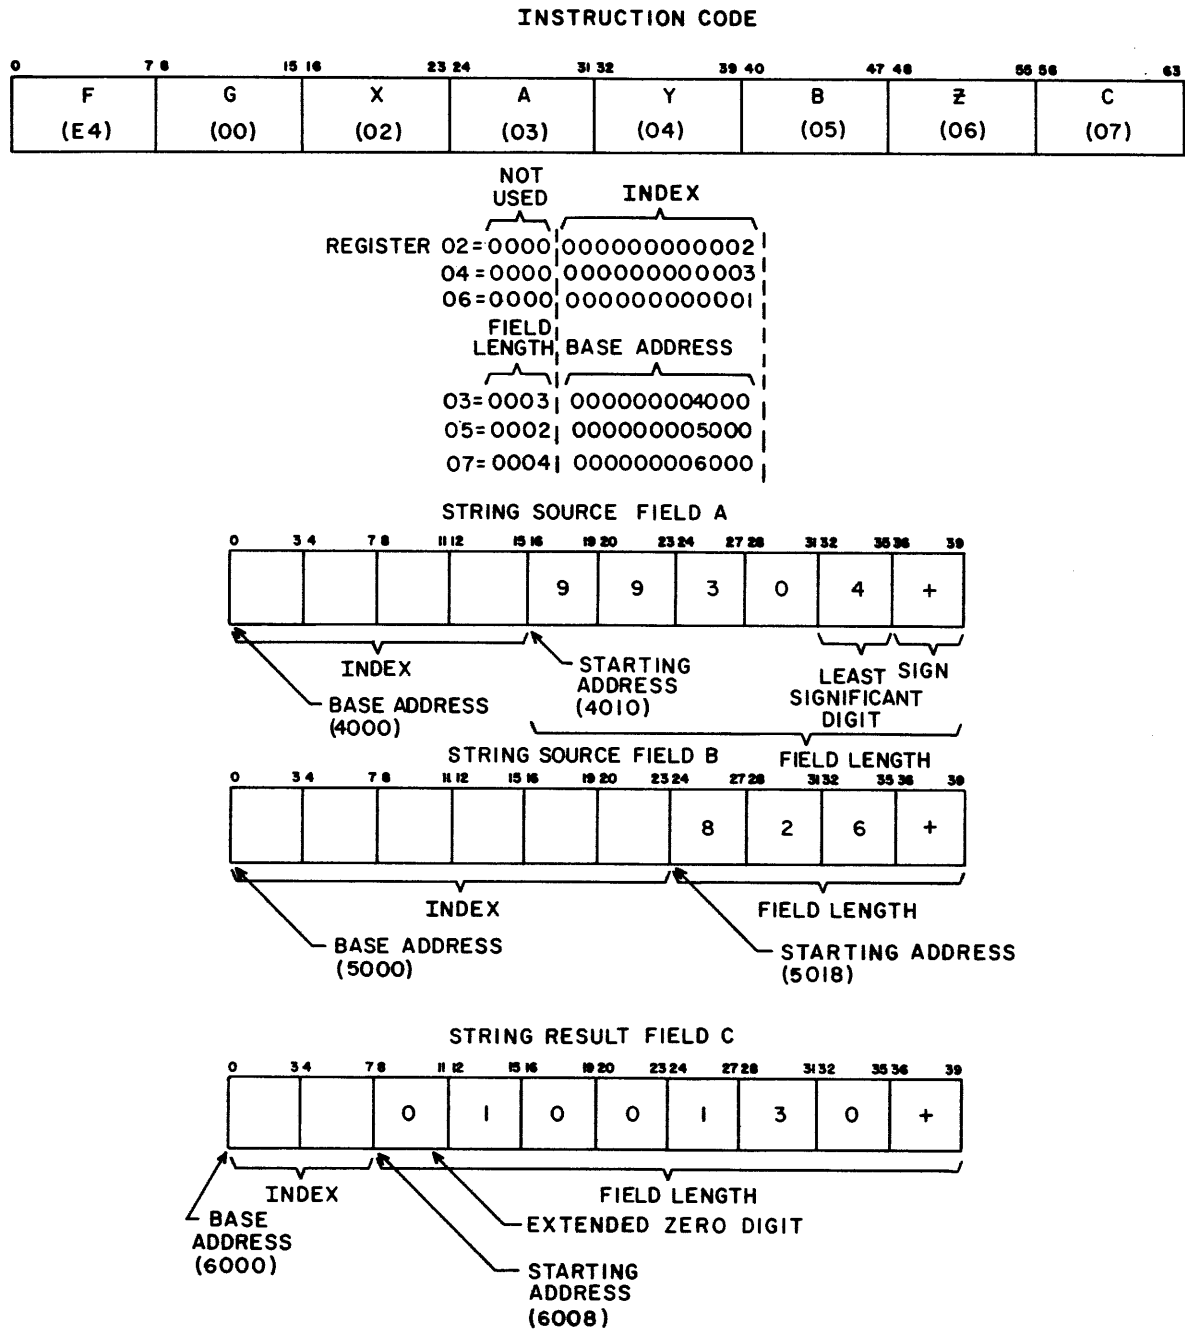 INSTRUCTION CODE
0 7 8 15 16 23 24 31 32 39 40 47 48 55 56 63
F G X A Y B Z C
(E4) (00) (02) (03) (04) (05) (06) (07)
NOT
USED
INDEX
REGISTER 02=0000 000000000002
04=0000 000000000003
06=0000 000000000001
FIELD
LENGTH BASE ADDRESS
03=0003 000000004000
05=0002 000000005000
07=0004 000000006000
STRING SOURCE FIELD A
0 3 4 7 8 11 12 15 16 19 20 23 24 27 28 31 32 35 36 39
9 9 3 0 4 +
INDEX
BASE ADDRESS
(4000)
STARTING
ADDRESS
(4010)
LEAST
SIGNIFICANT
DIGIT
SIGN
FIELD LENGTH
STRING SOURCE FIELD B
0 3 4 7 8 11 12 15 16 19 20 23 24 27 28 31 32 35 36 39
8 2 6 +
INDEX
FIELD LENGTH
BASE ADDRESS
(5000)
STARTING ADDRESS
(5018)
STRING RESULT FIELD C
0 3 4 7 8 11 12 15 16 19 20 23 24 27 28 31 32 35 36 39
0 1 0 0 1 3 0 +
INDEX
FIELD LENGTH
BASE
ADDRESS
(6000)
EXTENDED ZERO DIGIT
STARTING
ADDRESS
(6008)